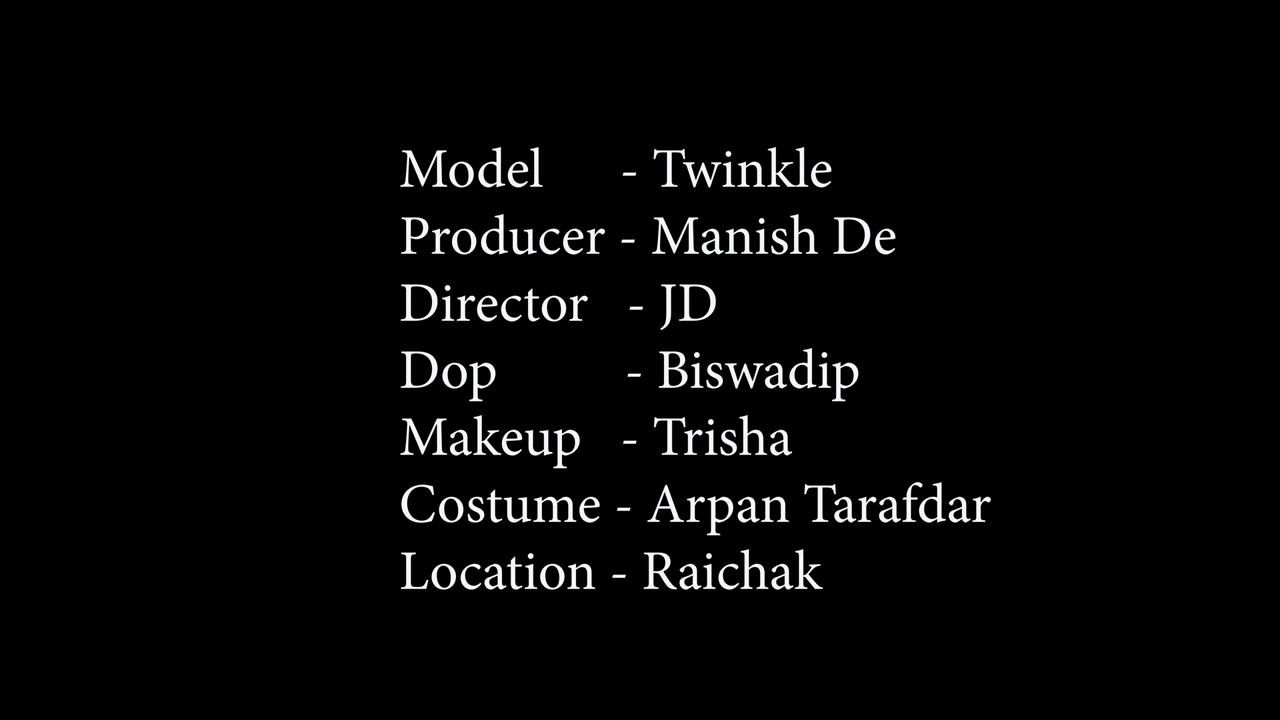 Model - Twinkle
Producer - Manish De
Director - JD
Dop - Biswadip
Makeup - Trisha
Costume - Arpan Tarafdar
Location - Raichak